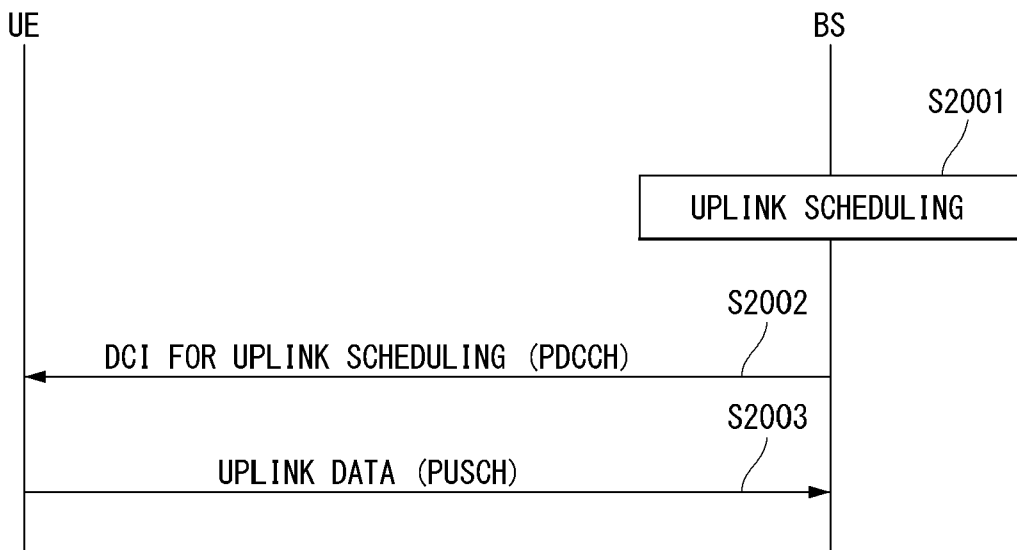 UE
BS
S2001
UPLINK SCHEDULING
S2002
DCI FOR UPLINK SCHEDULING (PDCCH)
S2003
UPLINK DATA (PUSCH)